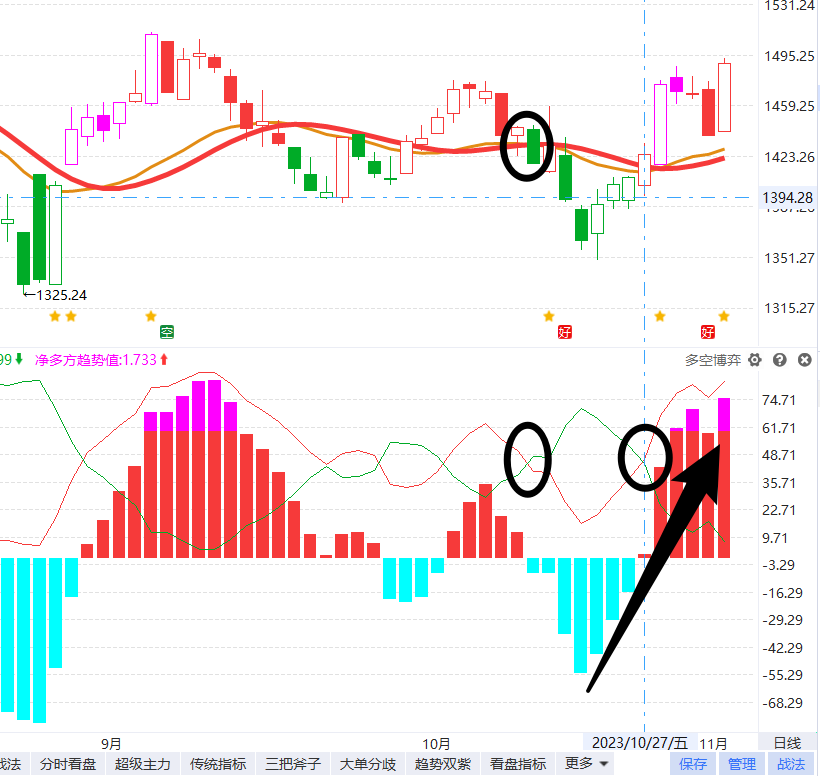 1531.24
1495.25
1459.25
1423.26
1394.28
1351.27
←1325.24
1315.27
空
好
好
99 净多方趋势值:1.733
多空博弈
74.71
61.71
48.71
35.71
22.71
9.71
-3.29
-16.29
-29.29
-42.29
-55.29
-68.29
9月
10月
2023/10/27/五
11月
日线
战法 分时看盘 超级主力 传统指标 三把斧子 大单分歧 趋势双紫 看盘指标 更多 保存 管理 战法